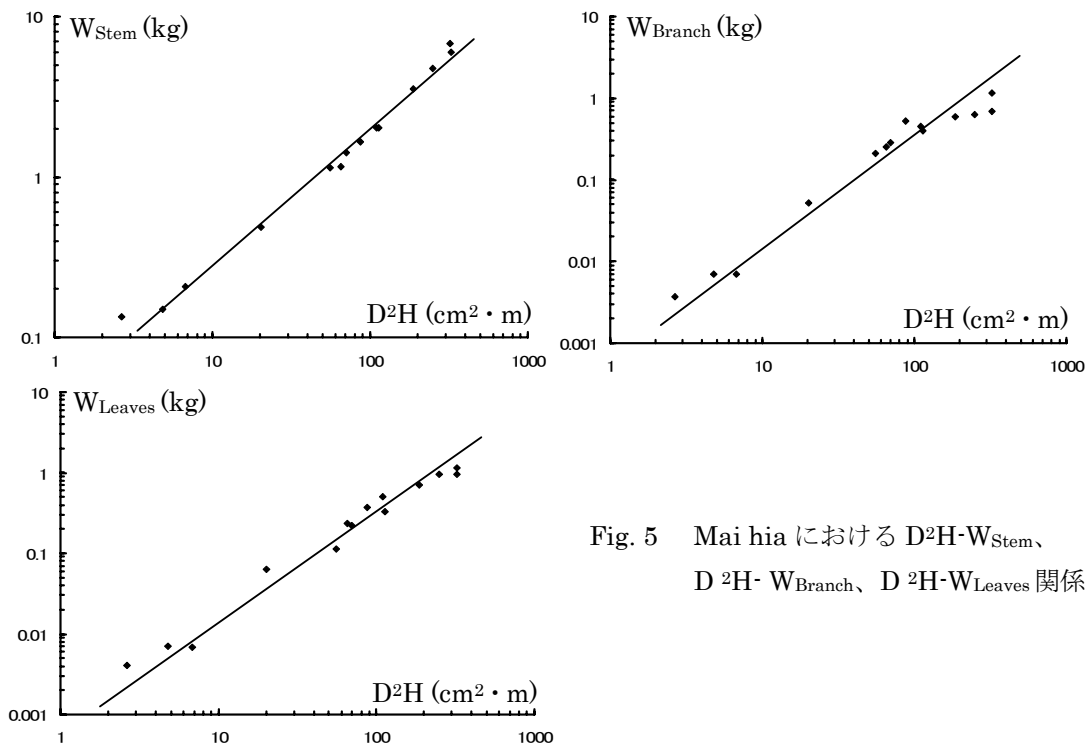 W_Stem (kg)
10
1
0.1
1 10 100 1000
D²H (cm²・m)
W_Branch (kg)
10
1
0.1
0.01
0.001
1 10 100 1000
D²H (cm²・m)
W_Leaves (kg)
10
1
0.1
0.01
0.001
1 10 100 1000
D²H (cm²・m)
Fig. 5 Mai hia における D²H-W_Stem、
D ²H- W_Branch、D ²H-W_Leaves 関係